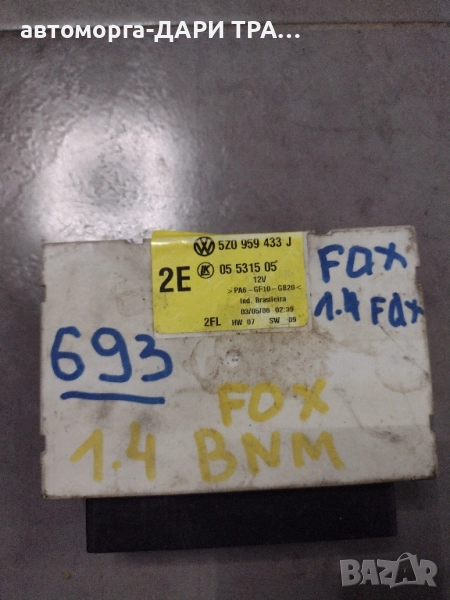 автоморга-ДАРИ ТРА...
5Z0 959 433 J
2E
05 5315 05
12V
>PA6-GF10-GB20<
Ind. Brasileira
03/05/06 02:39
2FL HW 07 SW 09
FOX
1.4 FOX
693
FOX
1.4 BNM
BAZAR